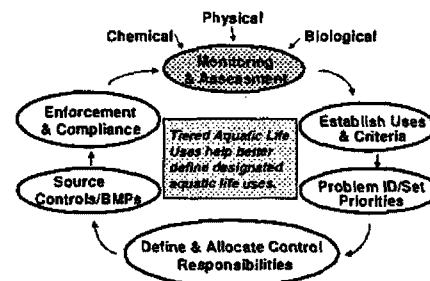 Physical
Chemical
Biological
Monitoring
& Assessment
Enforcement
& Compliance
Establish Uses
& Criteria
Tiered Aquatic Life
Uses help better
define designated
aquatic life uses.
Source
Controls/BMPs
Problem ID/Set
Priorities
Define & Allocate Control
Responsibilities